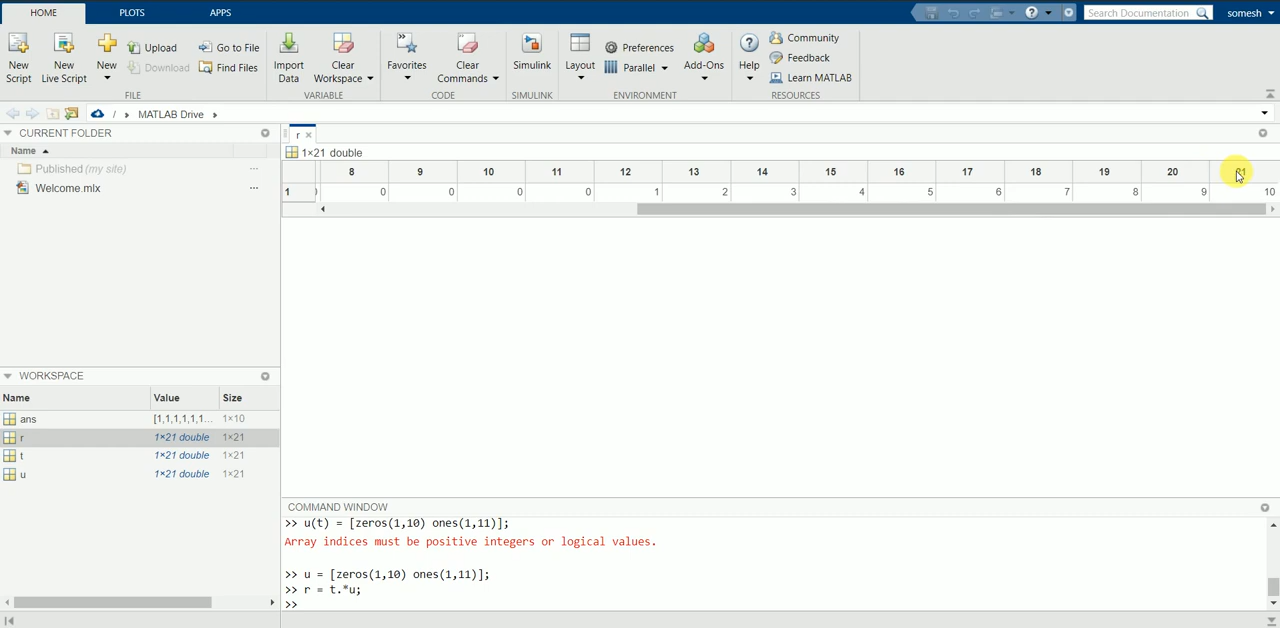 HOME PLOTS APPS Search Documentation somesh
New Script New Live Script New Upload Download Go to File Find Files Import Data Clear Workspace Favorites Clear Commands Simulink Layout Preferences Parallel Add-Ons Help Community Feedback Learn MATLAB
FILE VARIABLE CODE SIMULINK ENVIRONMENT RESOURCES
/ MATLAB Drive
CURRENT FOLDER
Name
Published (my site)
Welcome.mlx
r
1×21 double
8 9 10 11 12 13 14 15 16 17 18 19 20
1 0 0 0 0 1 2 3 4 5 6 7 8 9 10
WORKSPACE
Name Value Size
ans [1,1,1,1,1,1... 1×10
r 1×21 double 1×21
t 1×21 double 1×21
u 1×21 double 1×21
COMMAND WINDOW
>> u(t) = [zeros(1,10) ones(1,11)];
Array indices must be positive integers or logical values.
>> u = [zeros(1,10) ones(1,11)];
>> r = t.*u;
>>